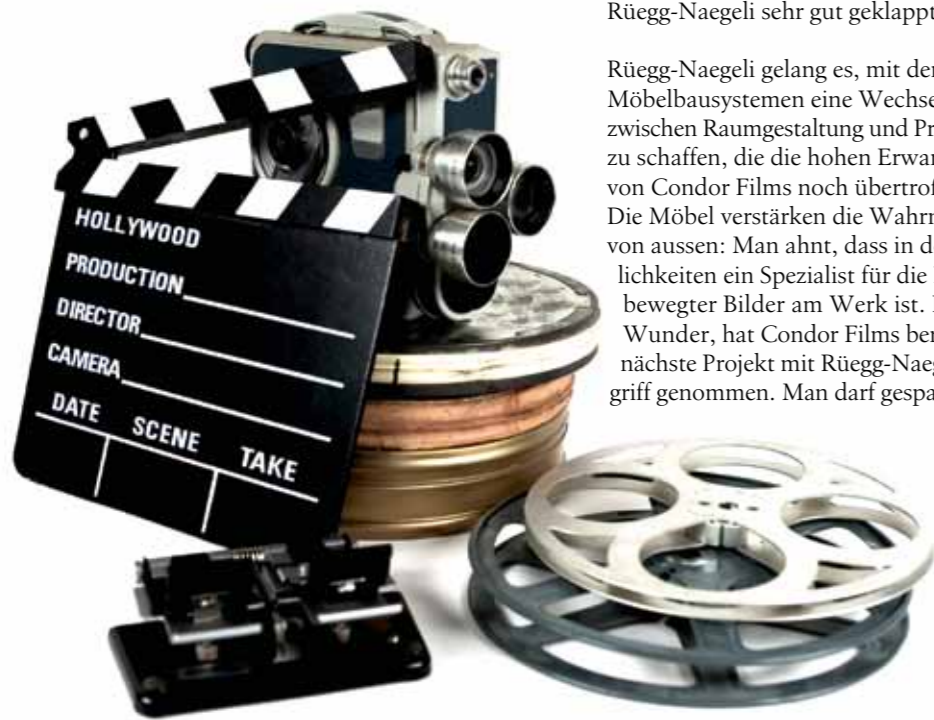 Rüegg-Naegeli sehr gut geklappt
Rüegg-Naegeli gelang es, mit
Möbelbausystemen eine Wechse
zwischen Raumgestaltung und Pr
zu schaffen, die die hohen Erwar
von Condor Films noch übertrof
Die Möbel verstärken die
von aussen: Man ahnt, dass in d
lichkeiten ein Spezialist für die
bewegter Bilder am Werk ist.
Wunder, hat Condor Films ber
nächste Projekt mit Rüegg-Naeg
griff genommen. Man darf gespa
HOLLYWOOD
PRODUCTION
DIRECTOR
CAMERA
DATE SCENE TAKE